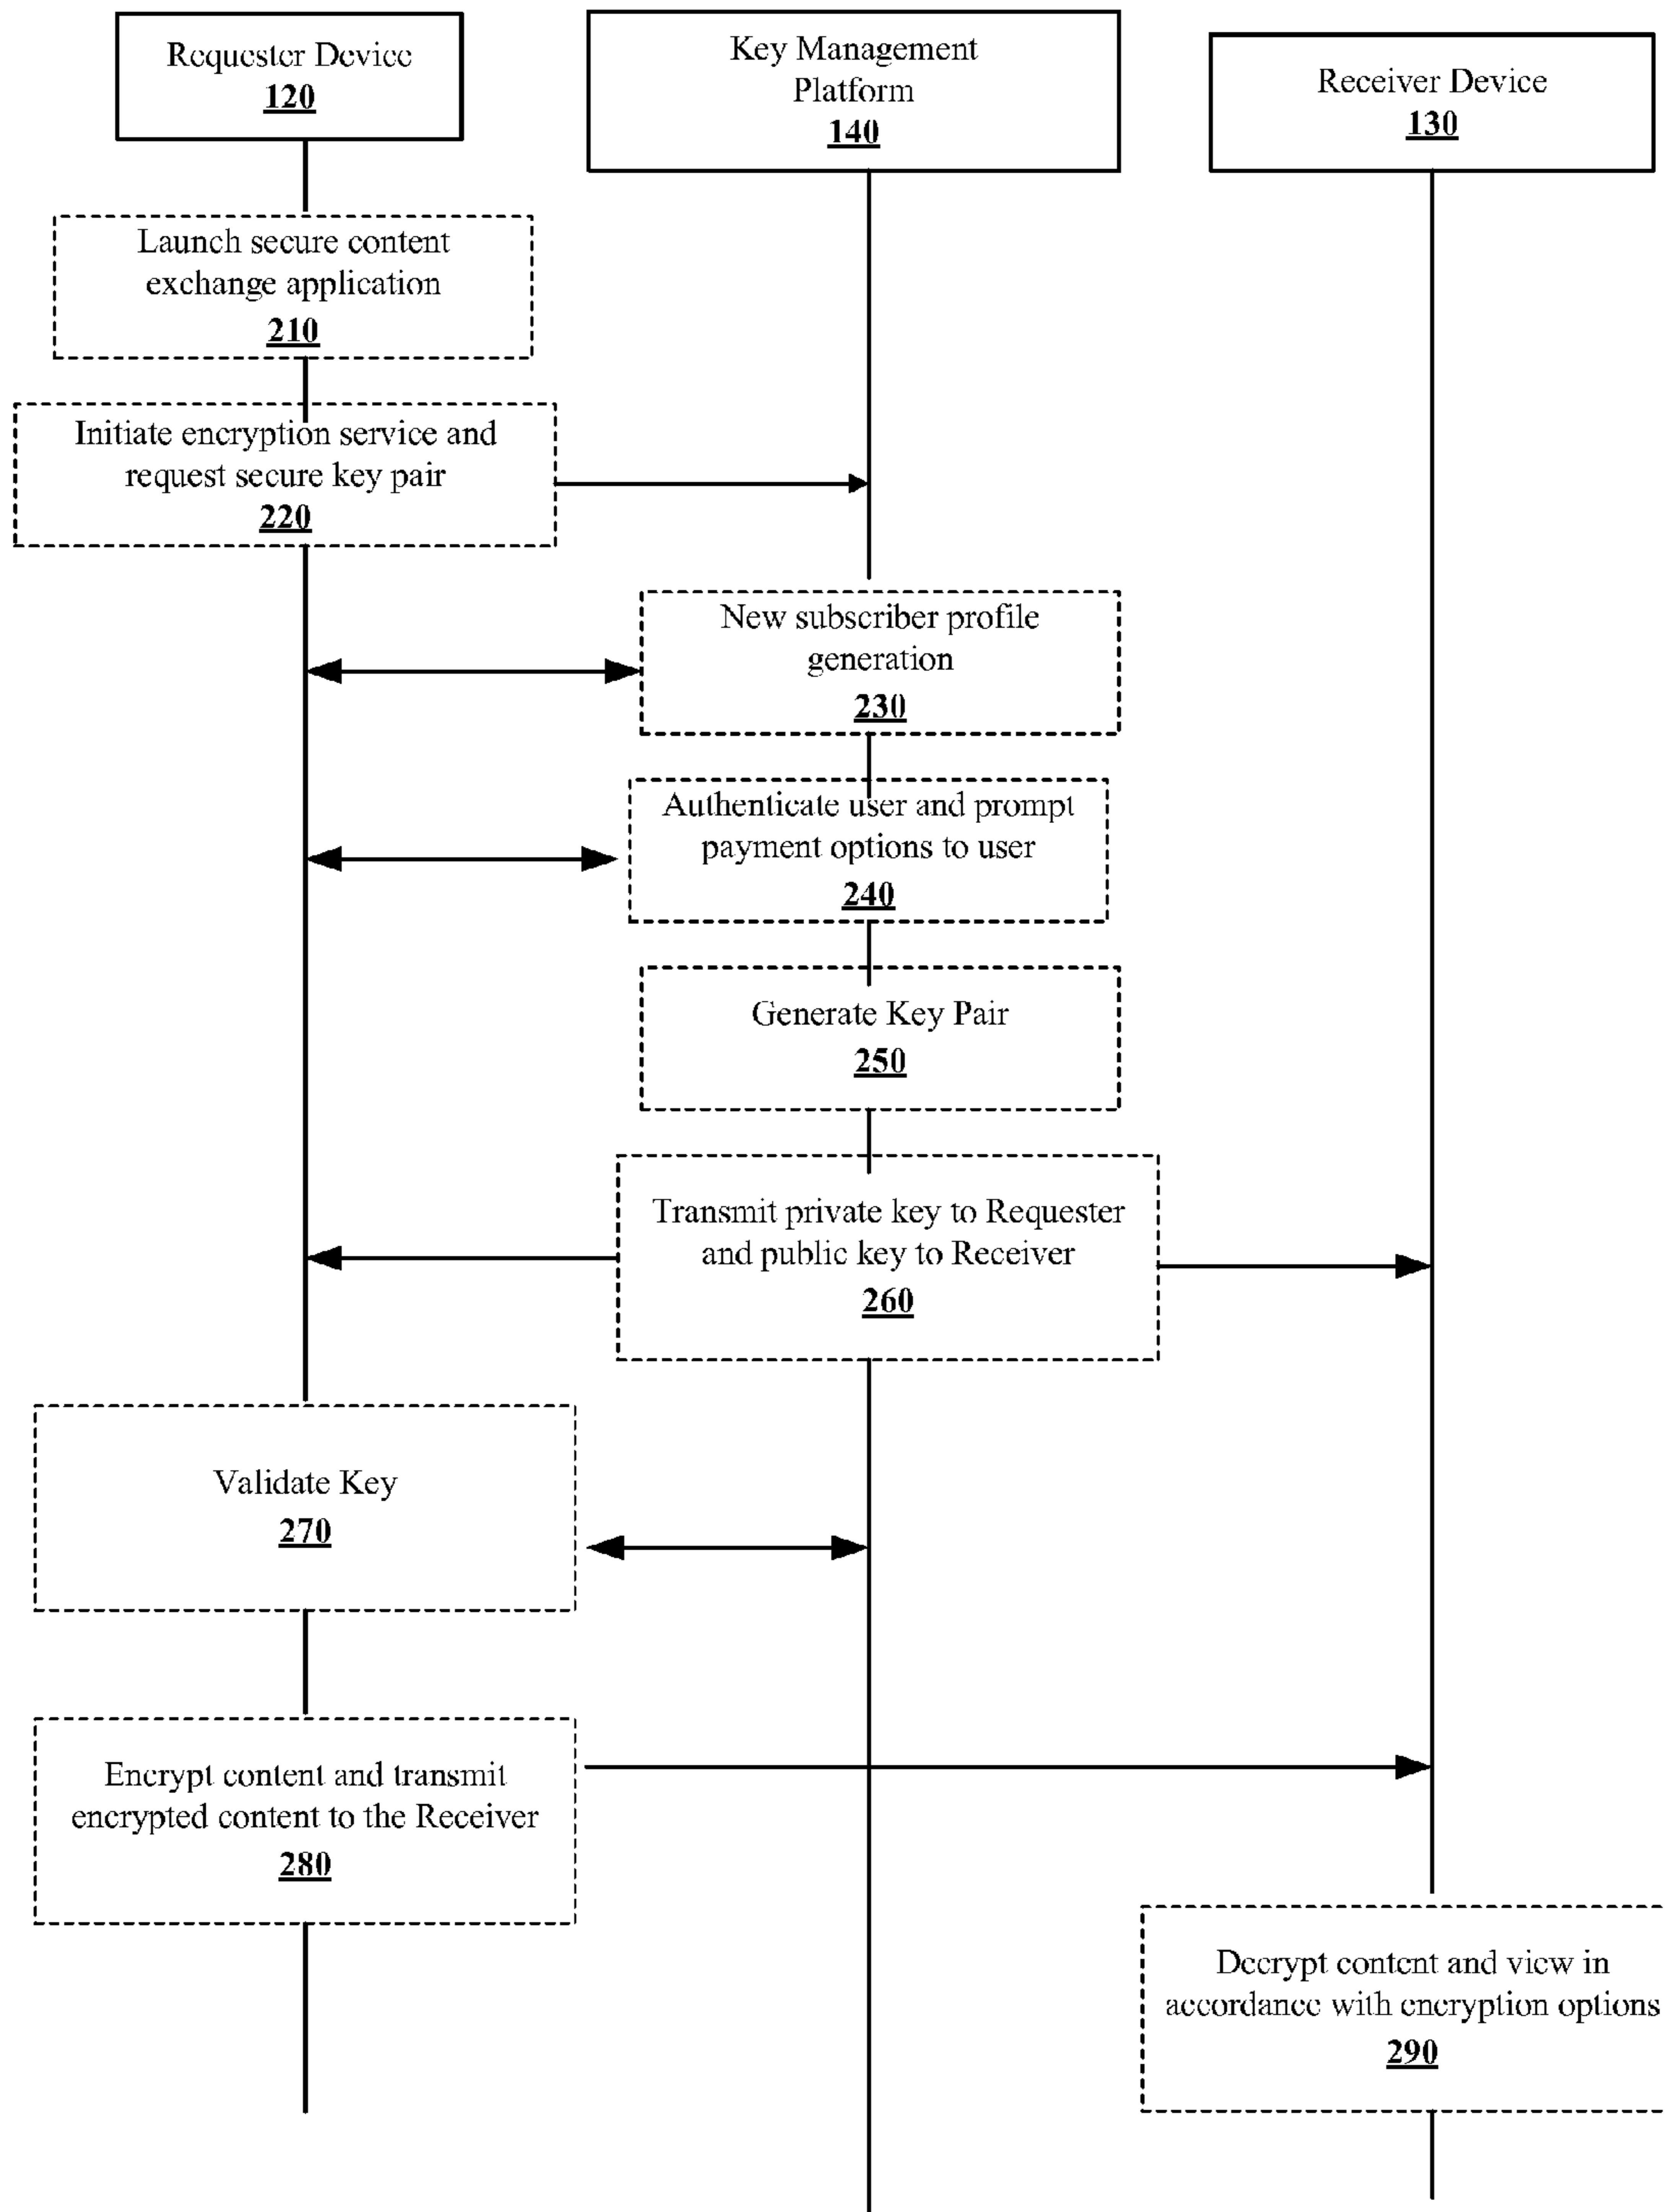 Requester Device
120
Key Management
Platform
140
Receiver Device
130
Launch secure content
exchange application
210
Initiate encryption service and
request secure key pair
220
New subscriber profile
generation
230
Authenticate user and prompt
payment options to user
240
Generate Key Pair
250
Transmit private key to Requester
and public key to Receiver
260
Validate Key
270
Encrypt content and transmit
encrypted content to the Receiver
280
Decrypt content and view in
accordance with encryption options
290